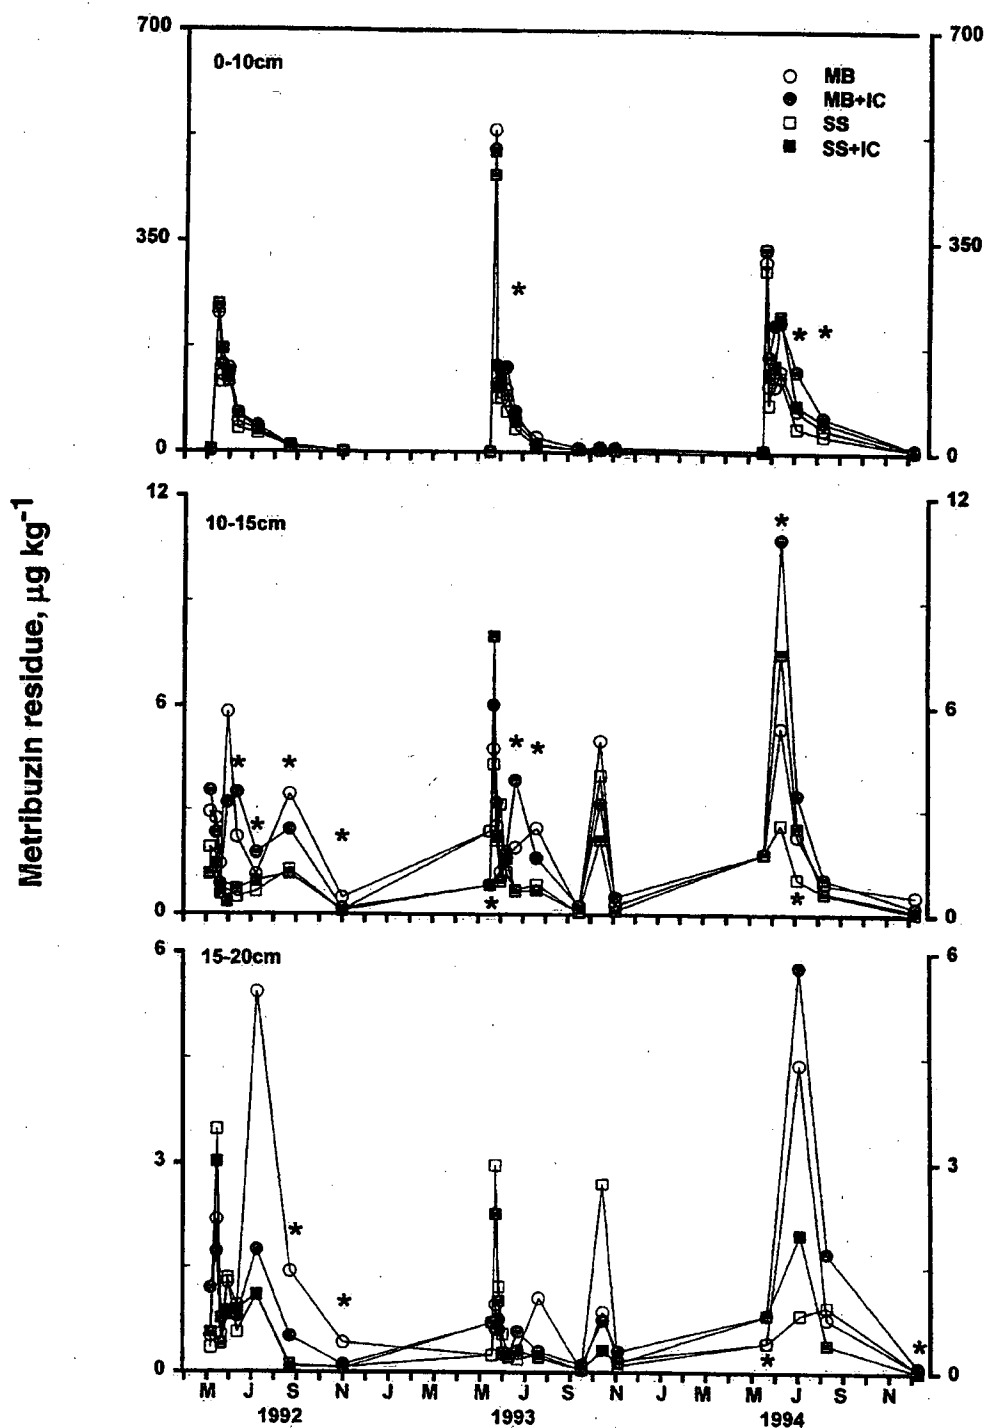 700 700
0-10cm
MB
MB+IC
SS
SS+IC
*
350 350
* *
0 0
12 12
10-15cm
*
Metribuzin residue, µg kg-1
6 6
* * * *
* *
0 * * 0
6 6
15-20cm
3 3
*
*
* *
0 0
M J S N J M M J S N J M M J S N
1992 1993 1994